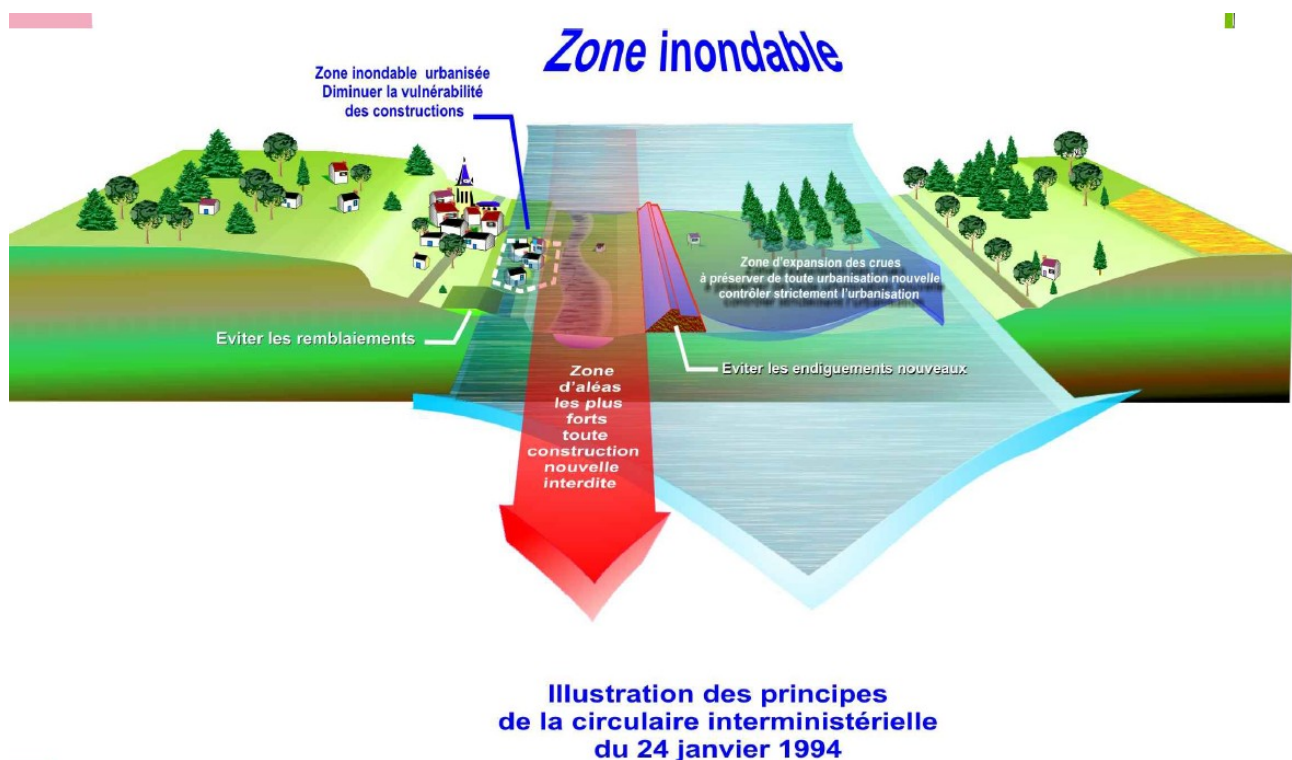 Zone inondable
Zone inondable urbanisée
Diminuer la vulnérabilité
des constructions
Zone d'expansion des crues
à préserver de toute urbanisation nouvelle
contrôler strictement l'urbanisation
Eviter les remblaiements
Eviter les endiguements nouveaux
Zone
d'aléas
les plus
forts
toute
construction
nouvelle
interdite
Illustration des principes
de la circulaire interministérielle
du 24 janvier 1994